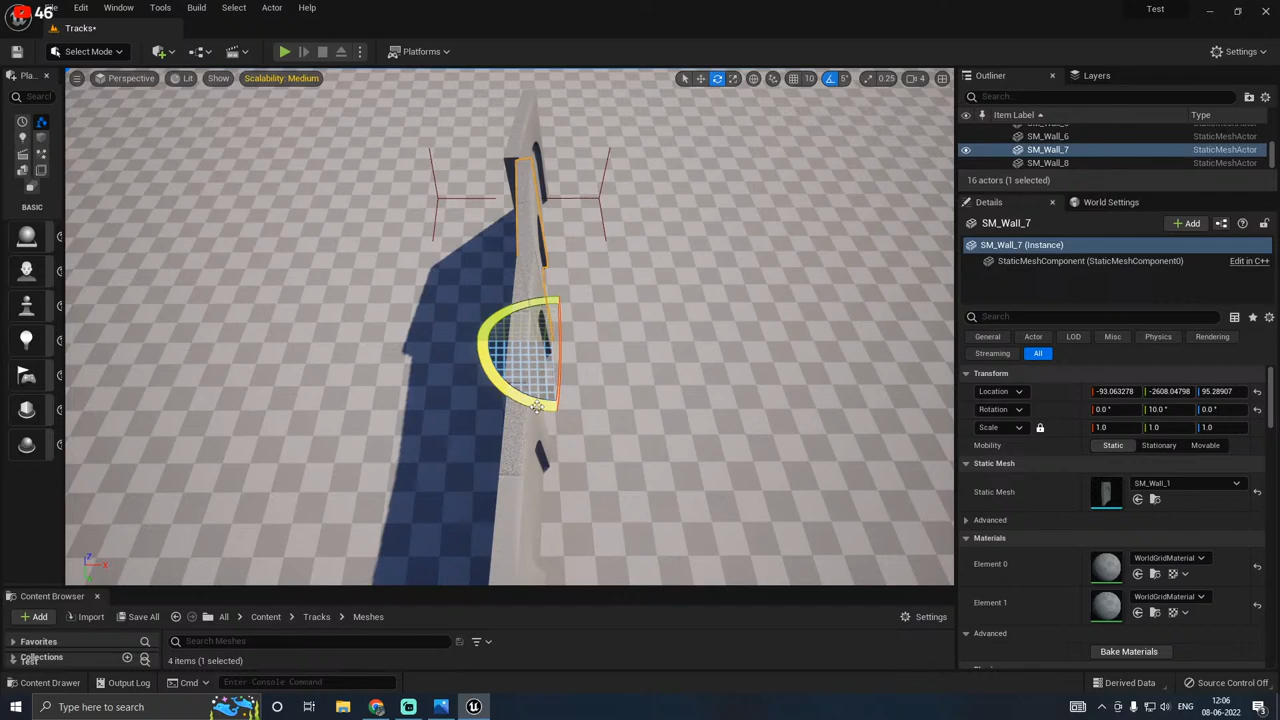 46
Edit
Window
Tools
Build
Select
Actor
Help
Test
Tracks•
Select Mode
Platforms
Settings
Pla...
Searcl
BASIC
Perspective
Lit
Show
Scalability: Medium
10
5°
0.25
4
Outliner
Layers
Search...
Item Label
Type
SM_Wall_6
StaticMeshActor
SM_Wall_7
StaticMeshActor
SM_Wall_8
StaticMeshActor
16 actors (1 selected)
Details
World Settings
SM_Wall_7
Add
SM_Wall_7 (Instance)
StaticMeshComponent (StaticMeshComponent0)
Edit in C++
Search
General
Actor
LOD
Misc
Physics
Rendering
Streaming
All
Transform
Location
-93.063278
-2608.04798
95.28907
Rotation
0.0 °
10.0 °
0.0 °
Scale
1.0
1.0
1.0
Mobility
Static
Stationary
Movable
Static Mesh
Static Mesh
SM_Wall_1
Advanced
Materials
Element 0
WorldGridMaterial
Element 1
WorldGridMaterial
Advanced
Bake Materials
Z
X
Content Browser
Add
Import
Save All
All
Content
Tracks
Meshes
Settings
Favorites
Search Meshes
Collections
Test
4 items (1 selected)
Content Drawer
Output Log
Cmd
Enter Console Command
Derived Data
Source Control Off
Type here to search
ENG
12:06
08-06-2022